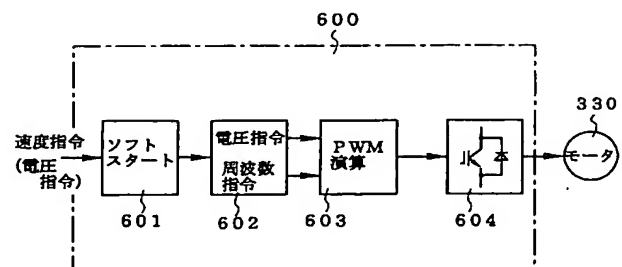 600
速度指令
(電圧
指令)
ソフト
スタート
電圧指令
周波数
指令
PWM
演算
330
モータ
601
602
603
604